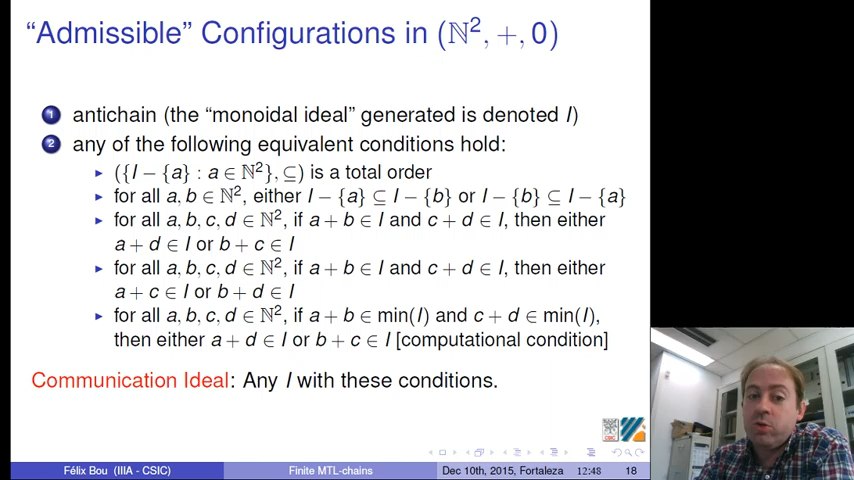 “Admissible” Configurations in (ℕ², +, 0)
1 antichain (the “monoidal ideal” generated is denoted I)
2 any of the following equivalent conditions hold:
▶ ({I − {a} : a ∈ ℕ²}, ⊆) is a total order
▶ for all a, b ∈ ℕ², either I − {a} ⊆ I − {b} or I − {b} ⊆ I − {a}
▶ for all a, b, c, d ∈ ℕ², if a + b ∈ I and c + d ∈ I, then either
a + d ∈ I or b + c ∈ I
▶ for all a, b, c, d ∈ ℕ², if a + b ∈ I and c + d ∈ I, then either
a + c ∈ I or b + d ∈ I
▶ for all a, b, c, d ∈ ℕ², if a + b ∈ min(I) and c + d ∈ min(I),
then either a + d ∈ I or b + c ∈ I [computational condition]
Communication Ideal: Any I with these conditions.
CSIC
Félix Bou (IIIA - CSIC) Finite MTL-chains Dec 10th, 2015, Fortaleza 12:48 18